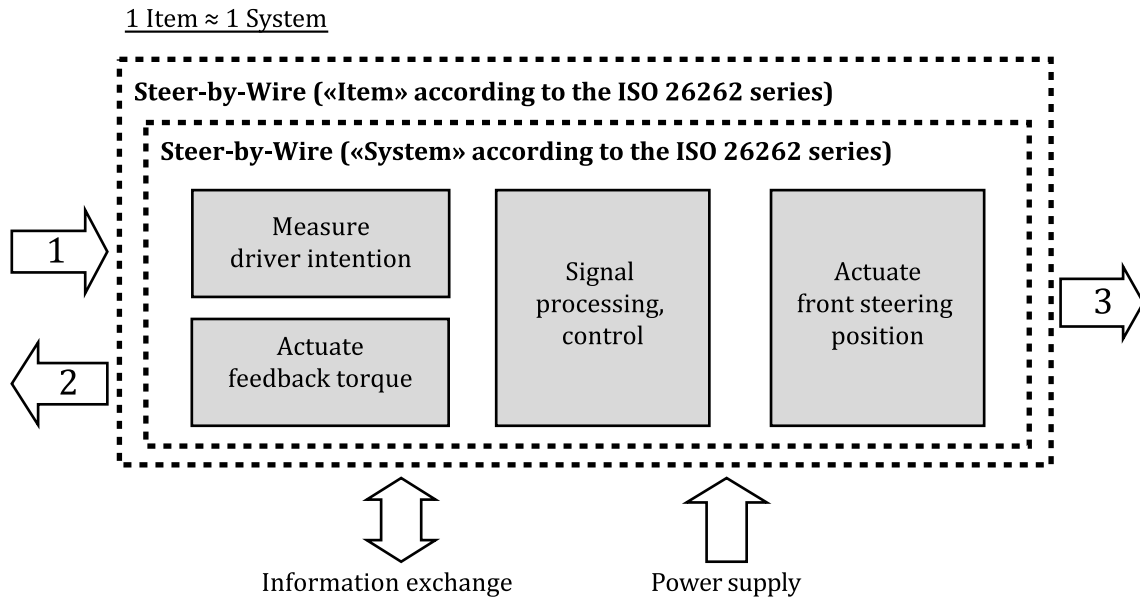 1 Item ≈ 1 System
Steer-by-Wire («Item» according to the ISO 26262 series)
Steer-by-Wire («System» according to the ISO 26262 series)
1
2
Measure
driver intention
Actuate
feedback torque
Signal
processing,
control
Actuate
front steering
position
3
Information exchange
Power supply